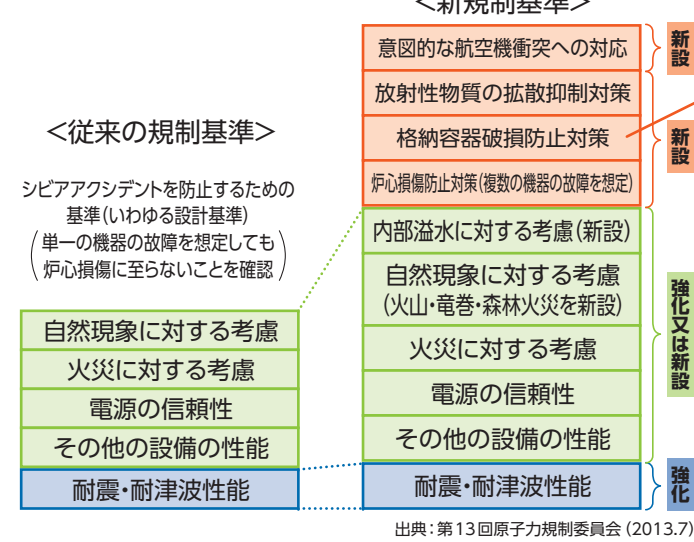 <新規制基準>
意図的な航空機衝突への対応
新設
放射性物質の拡散抑制対策
格納容器破損防止対策
炉心損傷防止対策(複数の機器の故障を想定)
新設
内部溢水に対する考慮(新設)
自然現象に対する考慮
(火山・竜巻・森林火災を新設)
火災に対する考慮
電源の信頼性
その他の設備の性能
強化又は新設
耐震・耐津波性能
強化
<従来の規制基準>
シビアアクシデントを防止するための
基準(いわゆる設計基準)
(単一の機器の故障を想定しても
炉心損傷に至らないことを確認)
自然現象に対する考慮
火災に対する考慮
電源の信頼性
その他の設備の性能
耐震・耐津波性能
出典:第13回原子力規制委員会(2013.7)